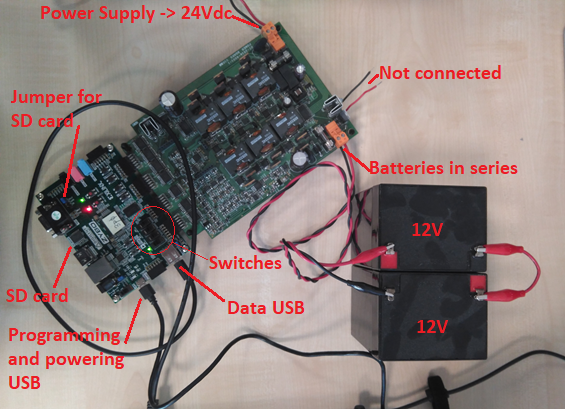 Power Supply -> 24Vdc
Not connected
Jumper for
SD card
Batteries in series
12V
Switches
SD card
Data USB
12V
Programming
and powering
USB